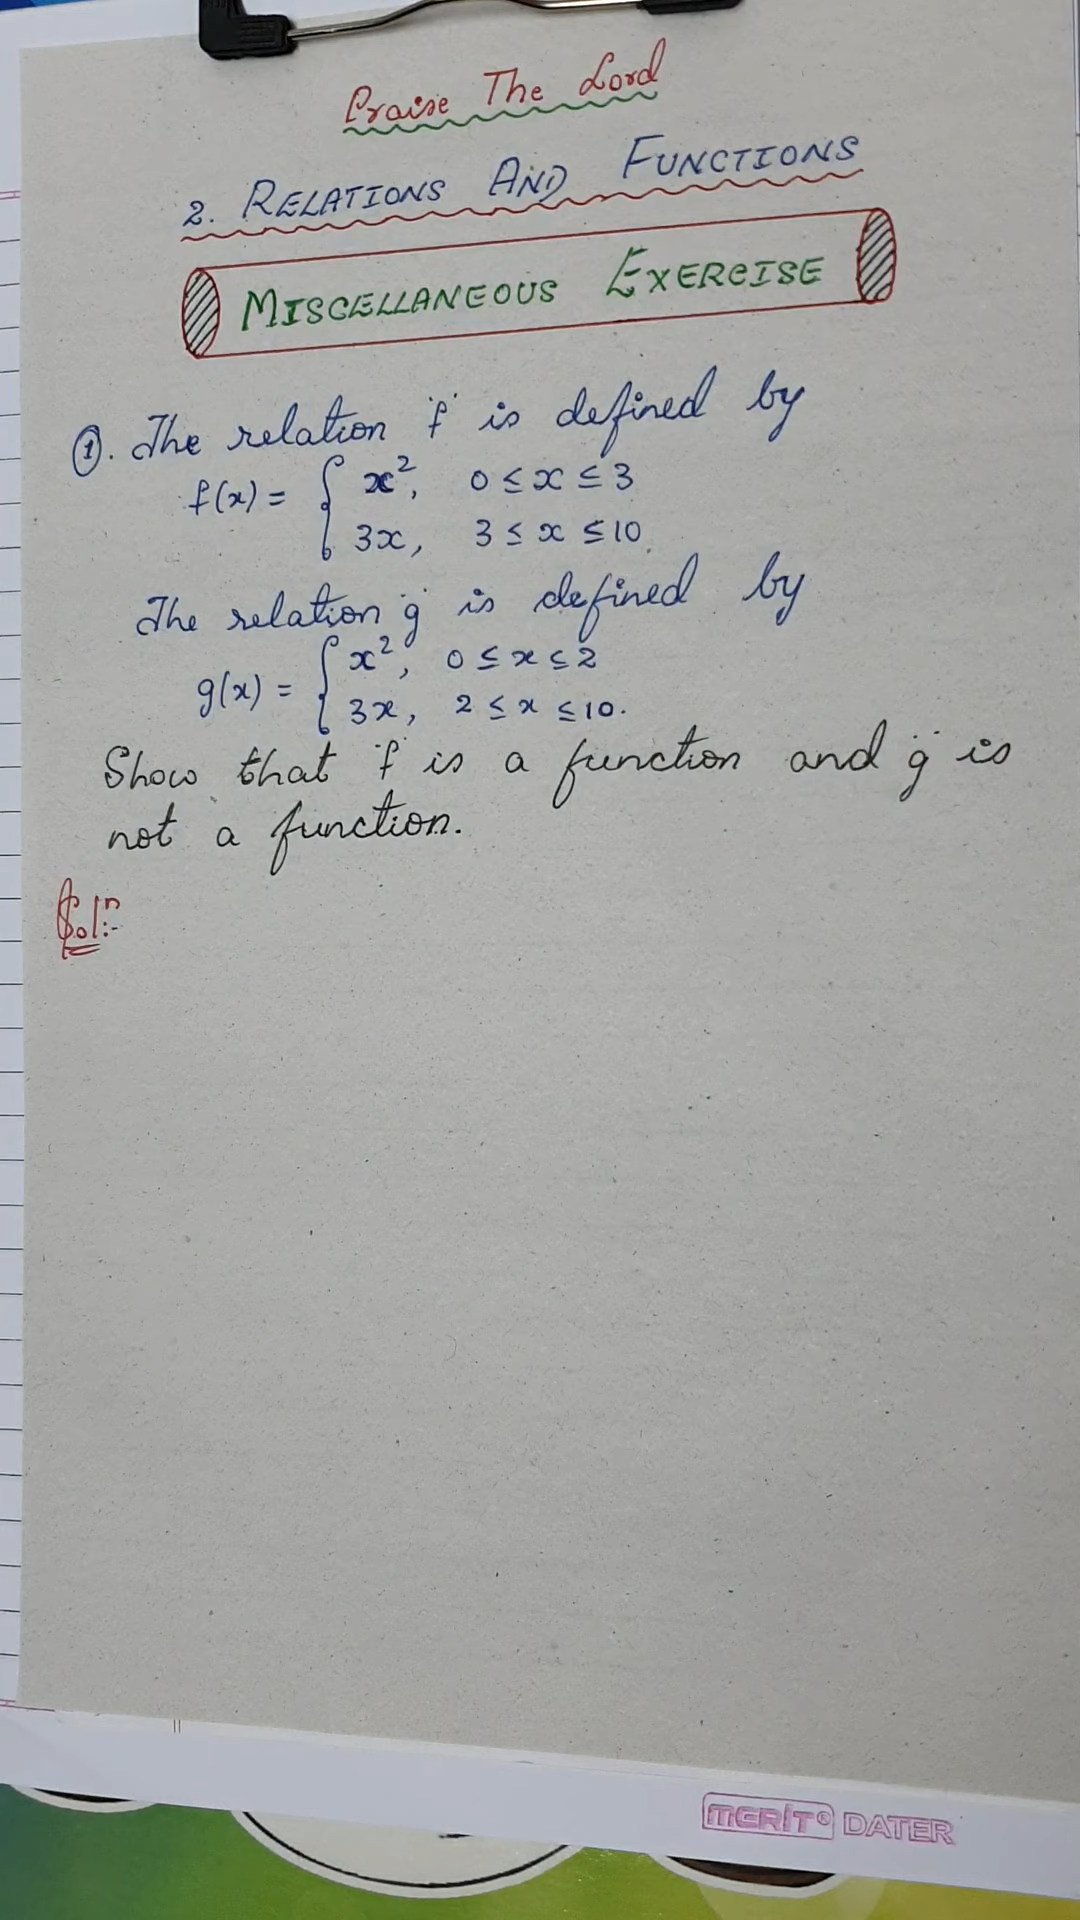 Praise The Lord
2. RELATIONS AND FUNCTIONS
MISCELLANEOUS EXERCISE
①. The relation 'f' is defined by
f(x) = { x², 0 ≤ x ≤ 3
3x, 3 ≤ x ≤ 10.
The relation 'g' is defined by
g(x) = { x², 0 ≤ x ≤ 2
3x, 2 ≤ x ≤ 10.
Show that 'f' is a function and 'g' is
not a function.
Solⁿ:-
MERIT® DATER